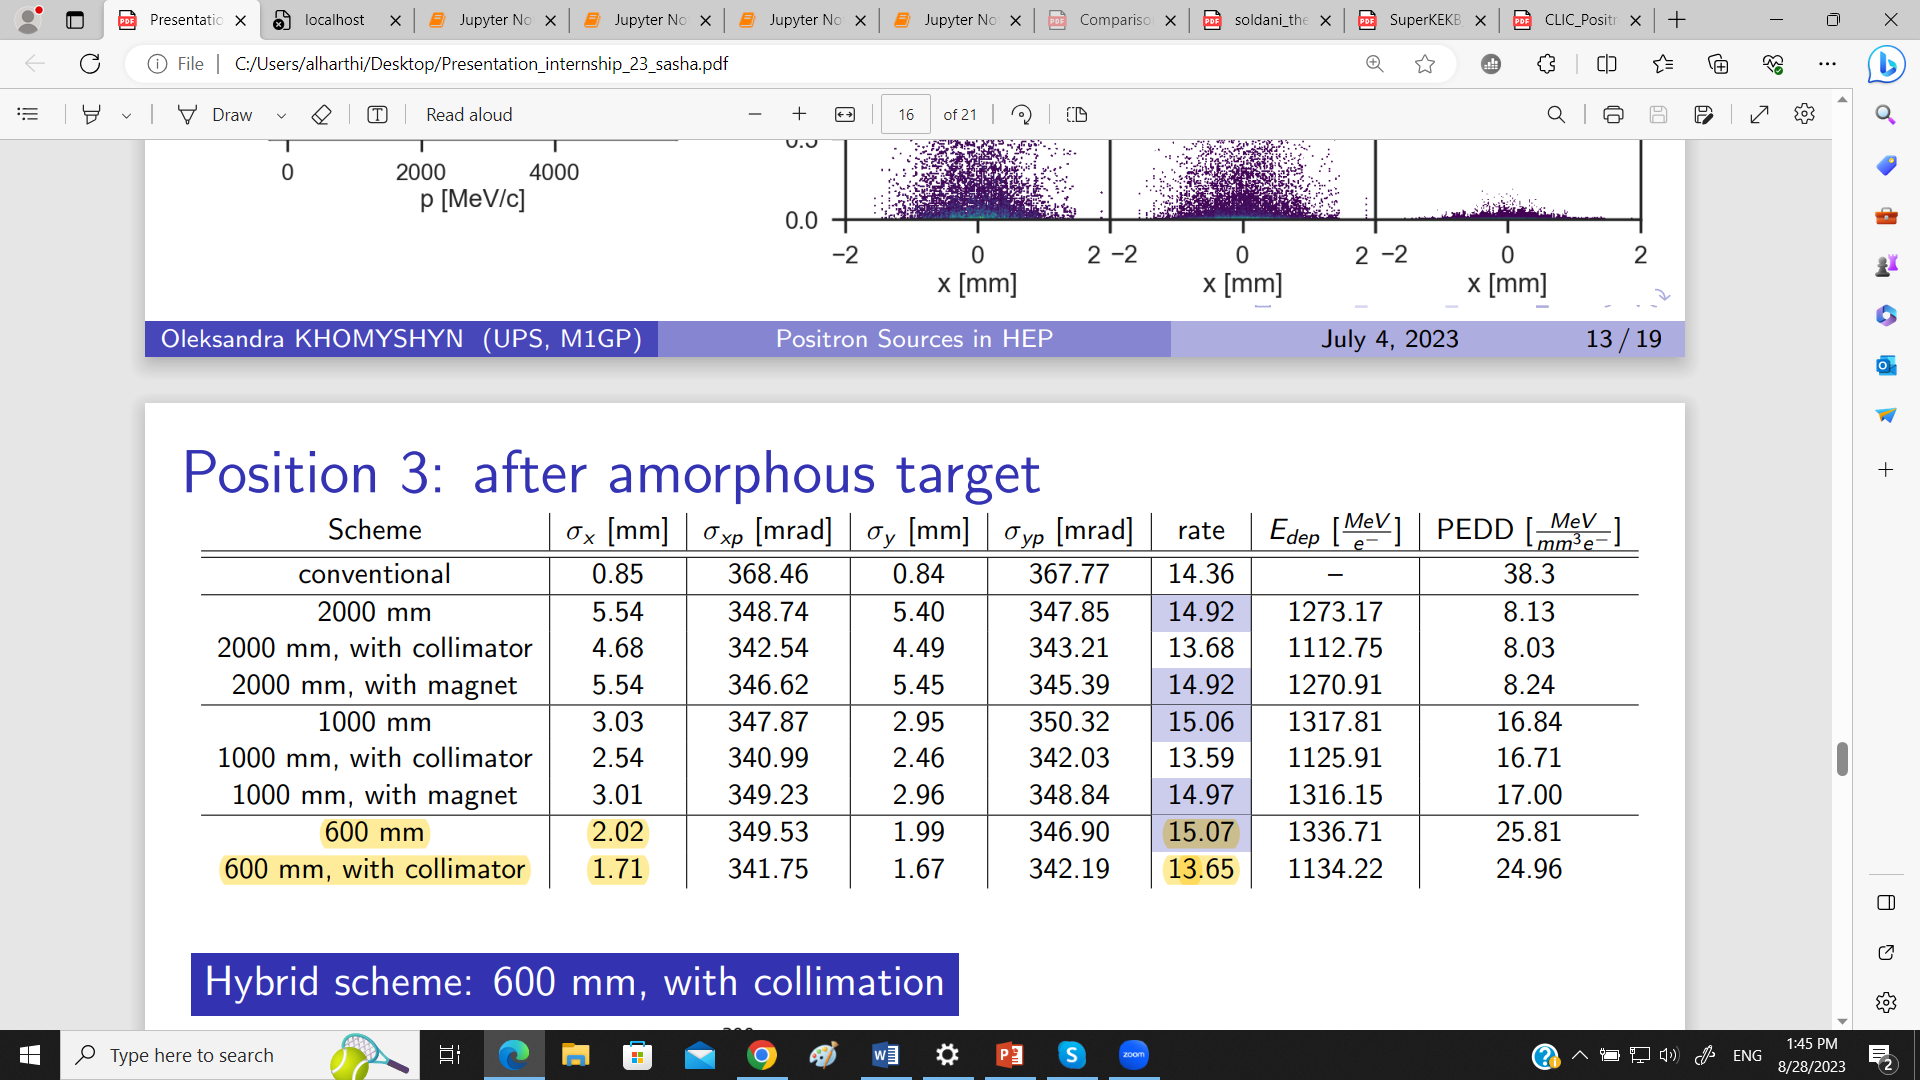 Presentatio
localhost
Jupyter No
Jupyter No
Jupyter No
Jupyter No
Compariso
soldani_the
SuperKEKB
CLIC_Positr
File C:/Users/alharthi/Desktop/Presentation_internship_23_sasha.pdf
Draw Read aloud 16 of 21
0 2000 4000
p [MeV/c]
0.0
−2 0 2 −2 0 2 −2 0 2
x [mm] x [mm] x [mm]
Oleksandra KHOMYSHYN (UPS, M1GP) Positron Sources in HEP July 4, 2023 13 / 19
Position 3: after amorphous target
Scheme σx [mm] σxp [mrad] σy [mm] σyp [mrad] rate Edep [MeV/e−] PEDD [MeV/mm³e−]
conventional 0.85 368.46 0.84 367.77 14.36 – 38.3
2000 mm 5.54 348.74 5.40 347.85 14.92 1273.17 8.13
2000 mm, with collimator 4.68 342.54 4.49 343.21 13.68 1112.75 8.03
2000 mm, with magnet 5.54 346.62 5.45 345.39 14.92 1270.91 8.24
1000 mm 3.03 347.87 2.95 350.32 15.06 1317.81 16.84
1000 mm, with collimator 2.54 340.99 2.46 342.03 13.59 1125.91 16.71
1000 mm, with magnet 3.01 349.23 2.96 348.84 14.97 1316.15 17.00
600 mm 2.02 349.53 1.99 346.90 15.07 1336.71 25.81
600 mm, with collimator 1.71 341.75 1.67 342.19 13.65 1134.22 24.96
Hybrid scheme: 600 mm, with collimation
Type here to search
zoom
ENG
1:45 PM
8/28/2023
2